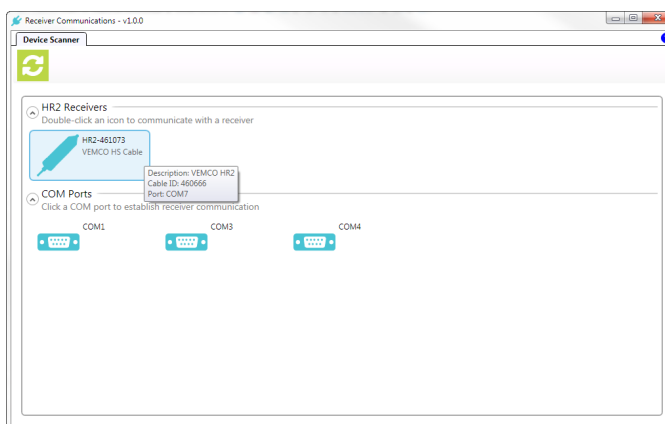 Receiver Communications - v1.0.0
Device Scanner
HR2 Receivers
Double-click an icon to communicate with a receiver
HR2-461073
VEMCO HS Cable
Description: VEMCO HR2
Cable ID: 460666
Port: COM7
COM Ports
Click a COM port to establish receiver communication
COM1
COM3
COM4